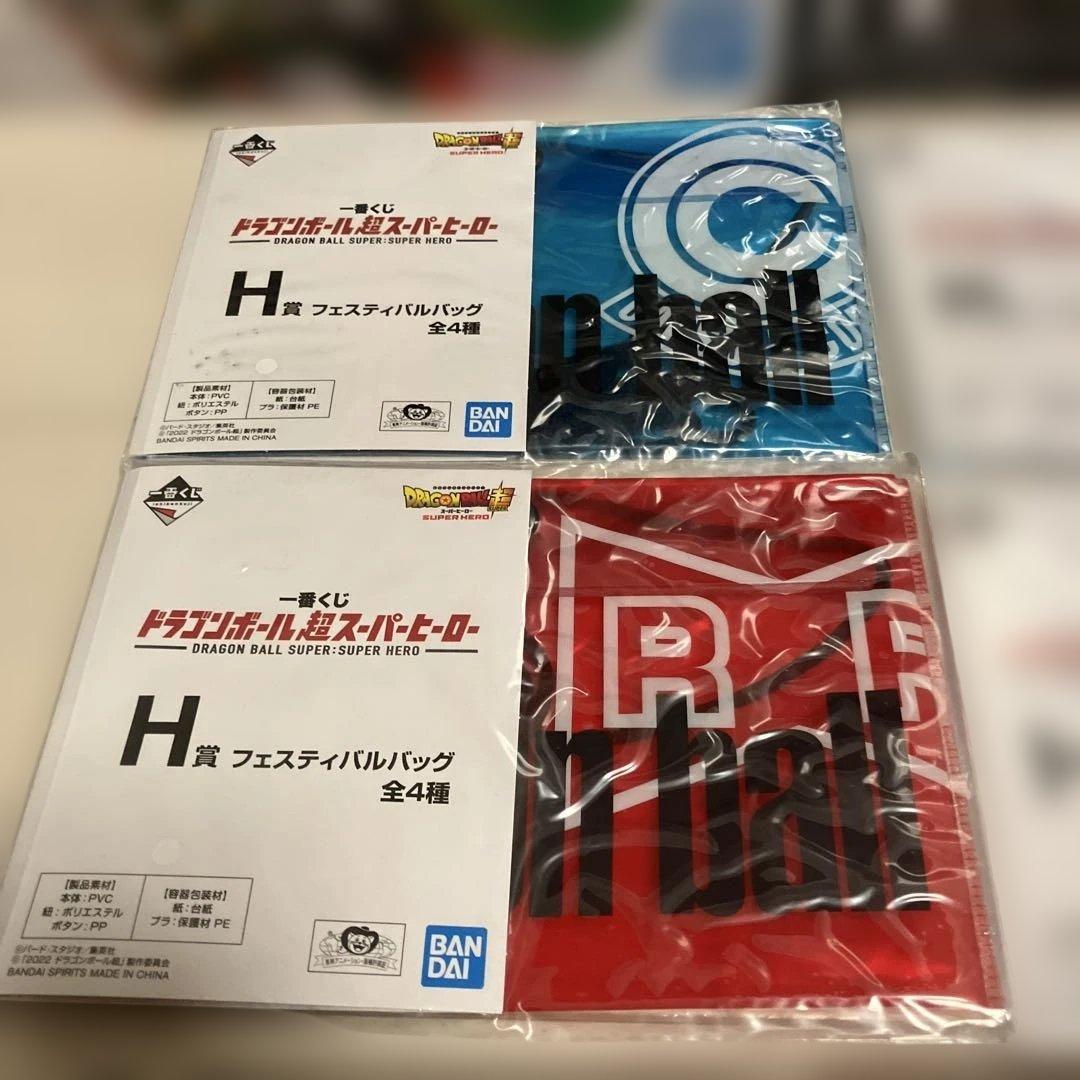 一番くじ
DRAGON BALL超
SUPER HERO
一番くじ
ドラゴンボール超スーパーヒーロー
DRAGON BALL SUPER:SUPER HERO
H賞 フェスティバルバッグ
全4種
【製品素材】
本体:PVC
紐:ポリエステル
ボタン:PP
【容器包装材】
紙:台紙
プラ:保護材 PE
©バード・スタジオ/集英社
©「2022 ドラゴンボール超」製作委員会
BANDAI SPIRITS MADE IN CHINA
BAN
DAI
C
n ball
一番くじ
DRAGON BALL超
スーパーヒーロー
SUPER HERO
一番くじ
ドラゴンボール超スーパーヒーロー
DRAGON BALL SUPER:SUPER HERO
H賞 フェスティバルバッグ
全4種
【製品素材】
本体:PVC
紐:ポリエステル
ボタン:PP
【容器包装材】
紙:台紙
プラ:保護材 PE
©バード・スタジオ/集英社
©「2022 ドラゴンボール超」製作委員会
BANDAI SPIRITS MADE IN CHINA
BAN
DAI
R R
n ball